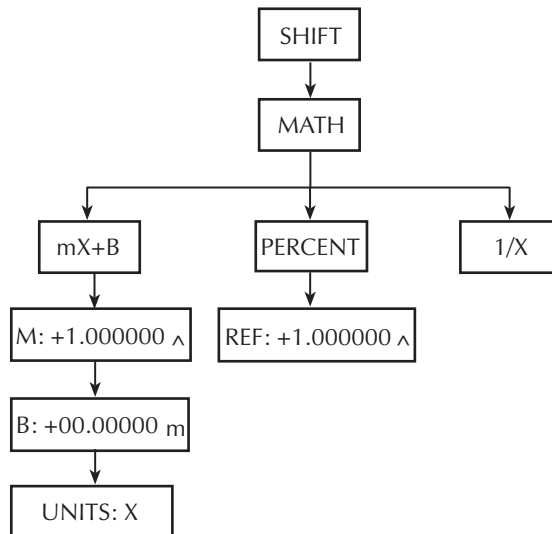 SHIFT
MATH
mX+B
PERCENT
1/X
M: +1.000000 ^
REF: +1.000000 ^
B: +00.00000 m
UNITS: X